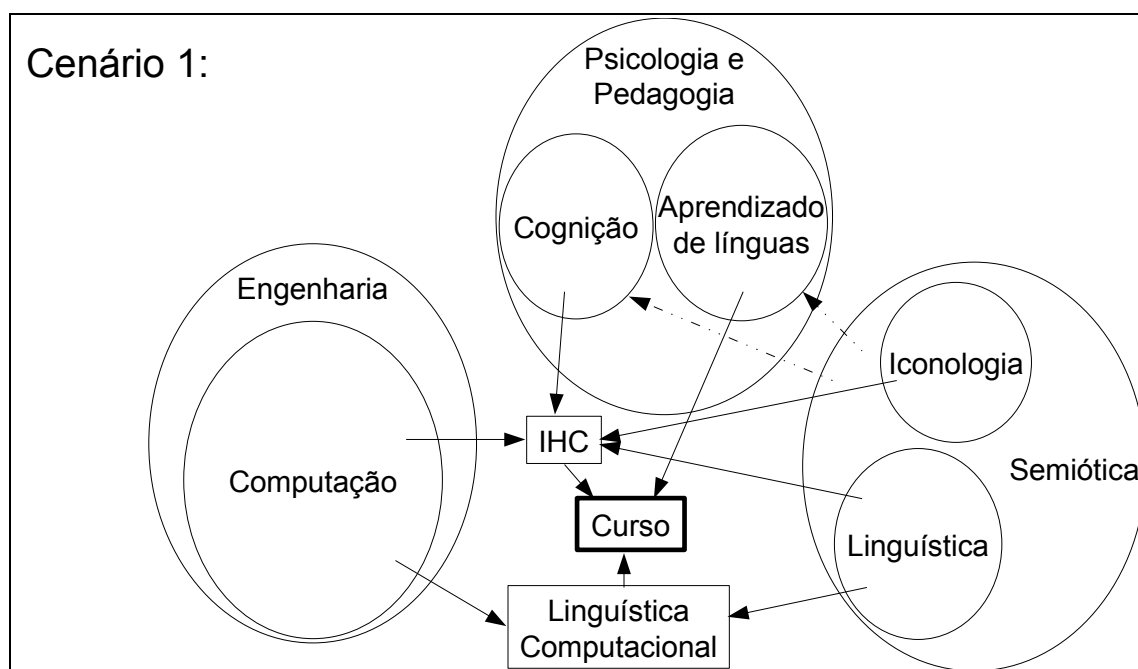 Cenário 1:
Psicologia e
Pedagogia
Cognição
Aprendizado
de línguas
Engenharia
Iconologia
IHC
Computação
Semiótica
Curso
Linguística
Linguística
Computacional